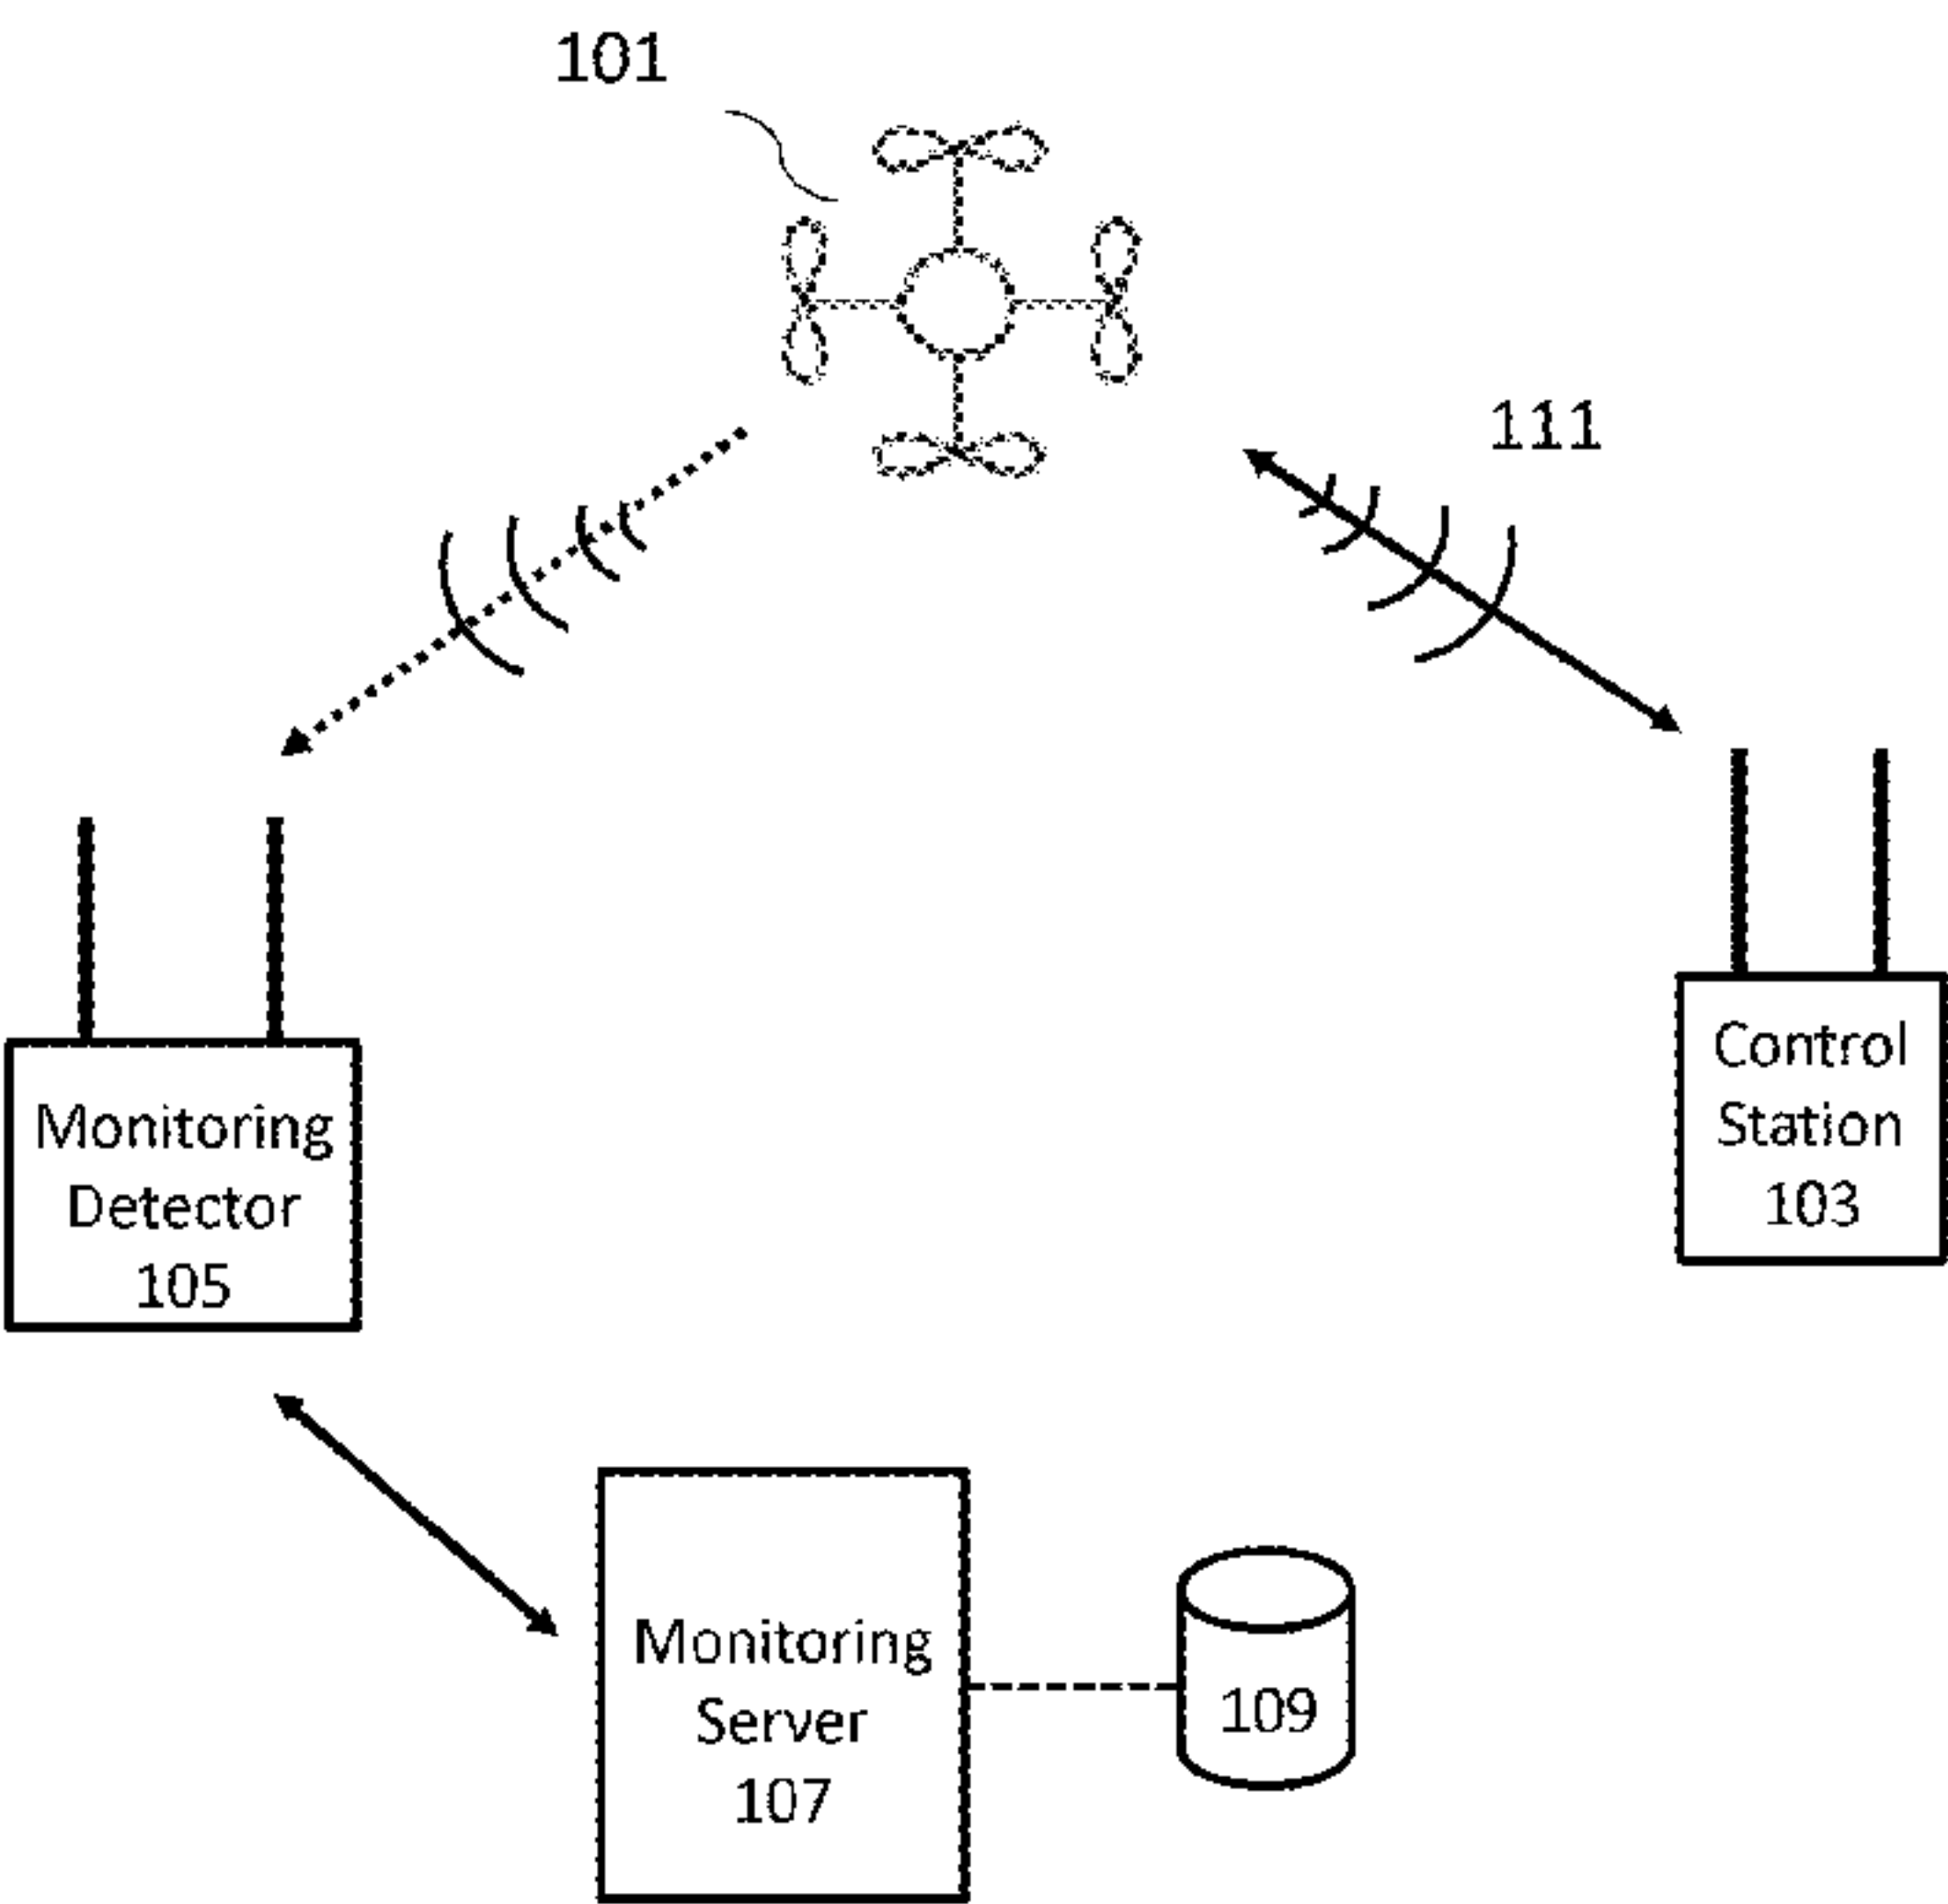 101
111
Control
Station
103
Monitoring
Detector
105
Monitoring
Server
107
109